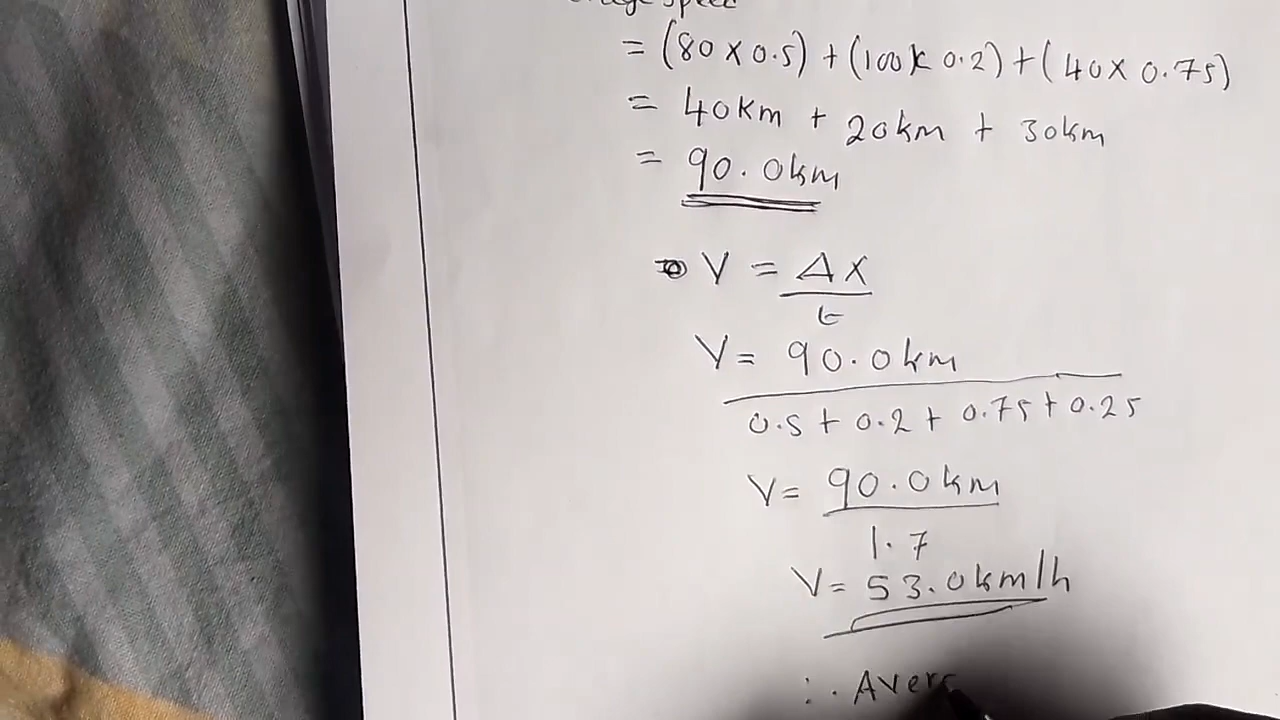 speed
= (80 x 0.5) + (100 x 0.2) + (40 x 0.75)
= 40km + 20km + 30km
= 90.0km
V = Δx
t
V = 90.0km
0.5 + 0.2 + 0.75 + 0.25
V = 90.0km
1.7
V = 53.0km/h
∴ Aver